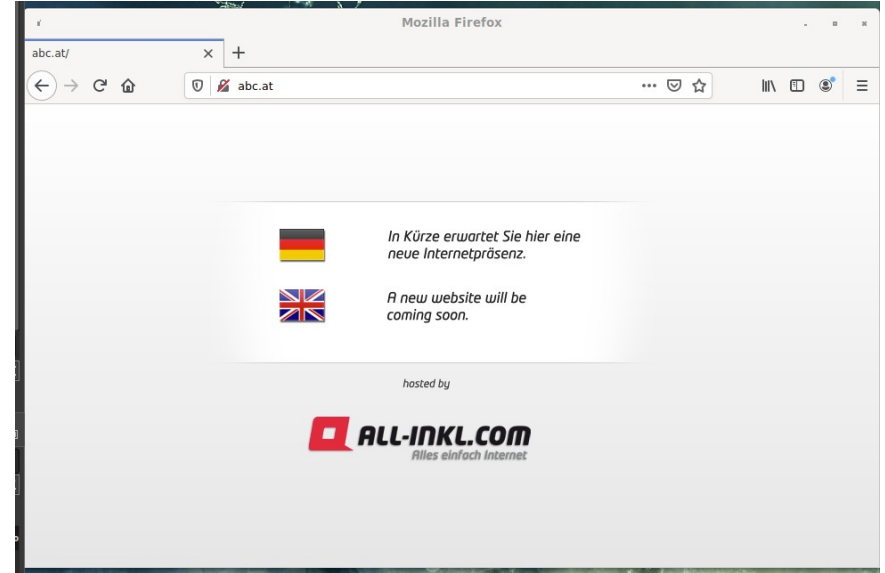 Mozilla Firefox
abc.at/
abc.at
In Kürze erwartet Sie hier eine
neue Internetpräsenz.
A new website will be
coming soon.
hosted by
ALL-INKL.COM
Alles einfach Internet